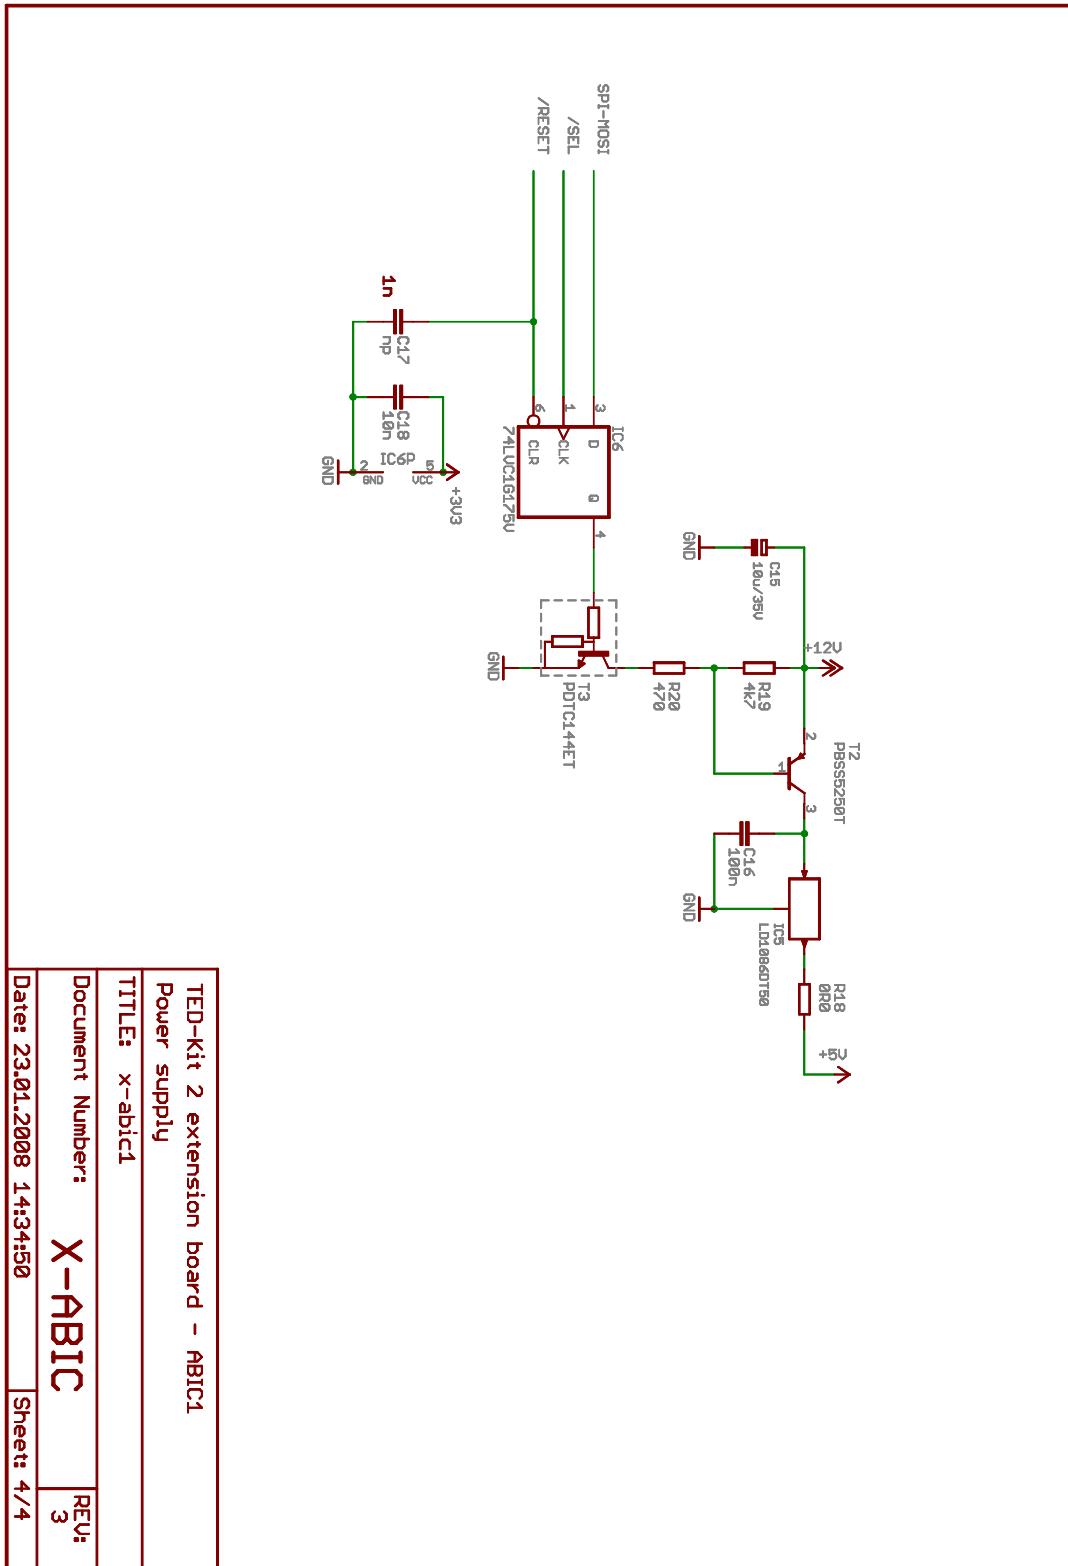 SPI-MOSI
/SEL
/RESET
1n
C17
np
C18
10n
IC6P
2
GND
5
VCC
GND
+3V3
IC6
74LVC1G175V
3
1
6
D
CLK
CLR
Q
4
T3
PDTC144ET
GND
C15
10u/35V
GND
+12V
R19
4k7
R20
470
T2
PBSS5250T
2
1
3
C16
100n
GND
IC5
LD1086DT50
R18
0R0
+5V
TED-Kit 2 extension board - ABIC1
Power supply
TITLE: x-abic1
Document Number:
X-ABIC
REV:
3
Date: 23.01.2008 14:34:50
Sheet: 4/4